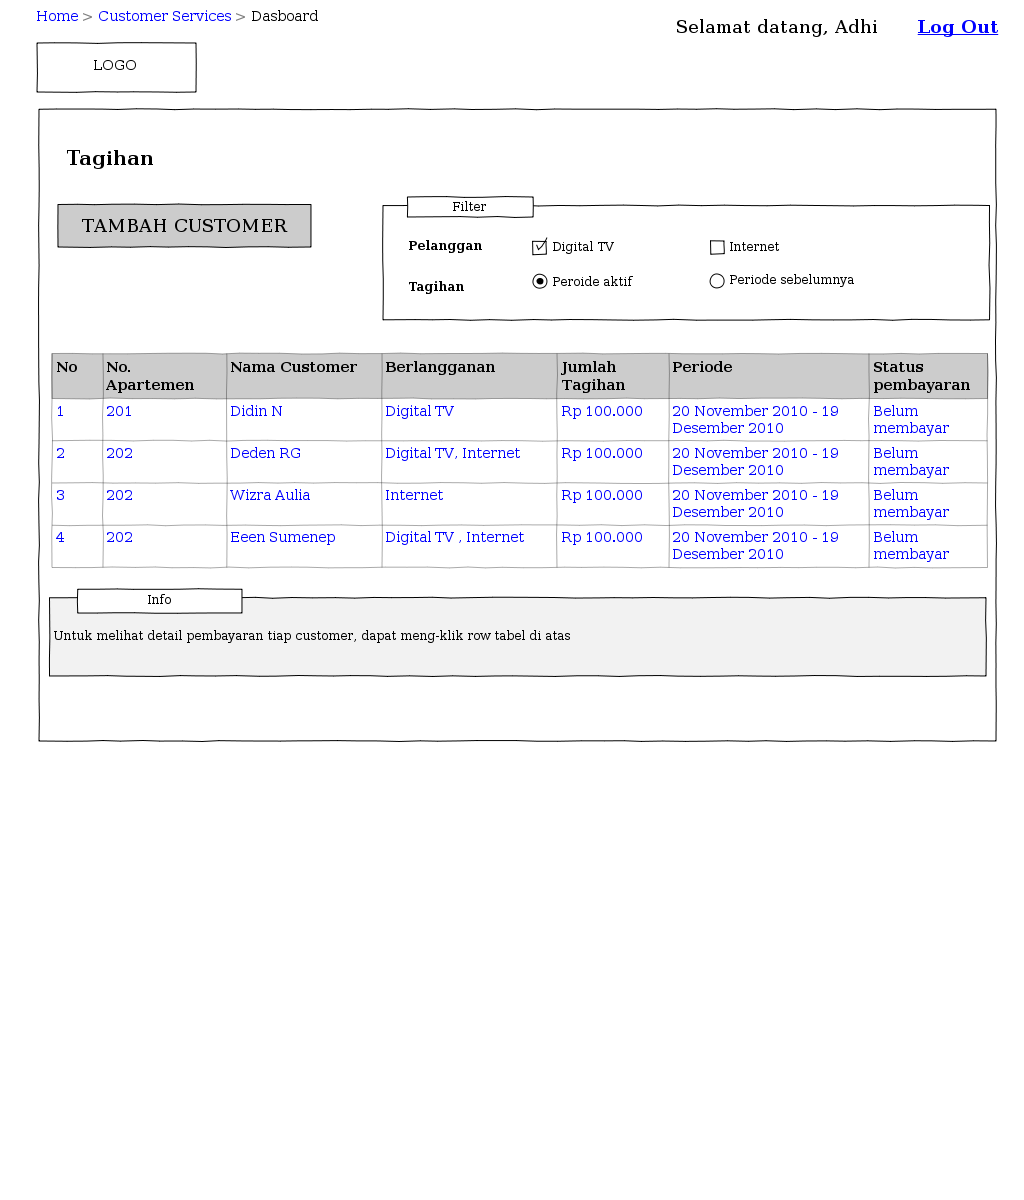 Home > Customer Services > Dasboard
Selamat datang, Adhi Log Out
LOGO
Tagihan
TAMBAH CUSTOMER
Filter
Pelanggan Digital TV Internet
Tagihan Peroide aktif Periode sebelumnya
No No. Nama Customer Berlangganan Jumlah Periode Status
Apartemen Tagihan pembayaran
1 201 Didin N Digital TV Rp 100.000 20 November 2010 - 19 Belum
Desember 2010 membayar
2 202 Deden RG Digital TV, Internet Rp 100.000 20 November 2010 - 19 Belum
Desember 2010 membayar
3 202 Wizra Aulia Internet Rp 100.000 20 November 2010 - 19 Belum
Desember 2010 membayar
4 202 Eeen Sumenep Digital TV , Internet Rp 100.000 20 November 2010 - 19 Belum
Desember 2010 membayar
Info
Untuk melihat detail pembayaran tiap customer, dapat meng-klik row tabel di atas